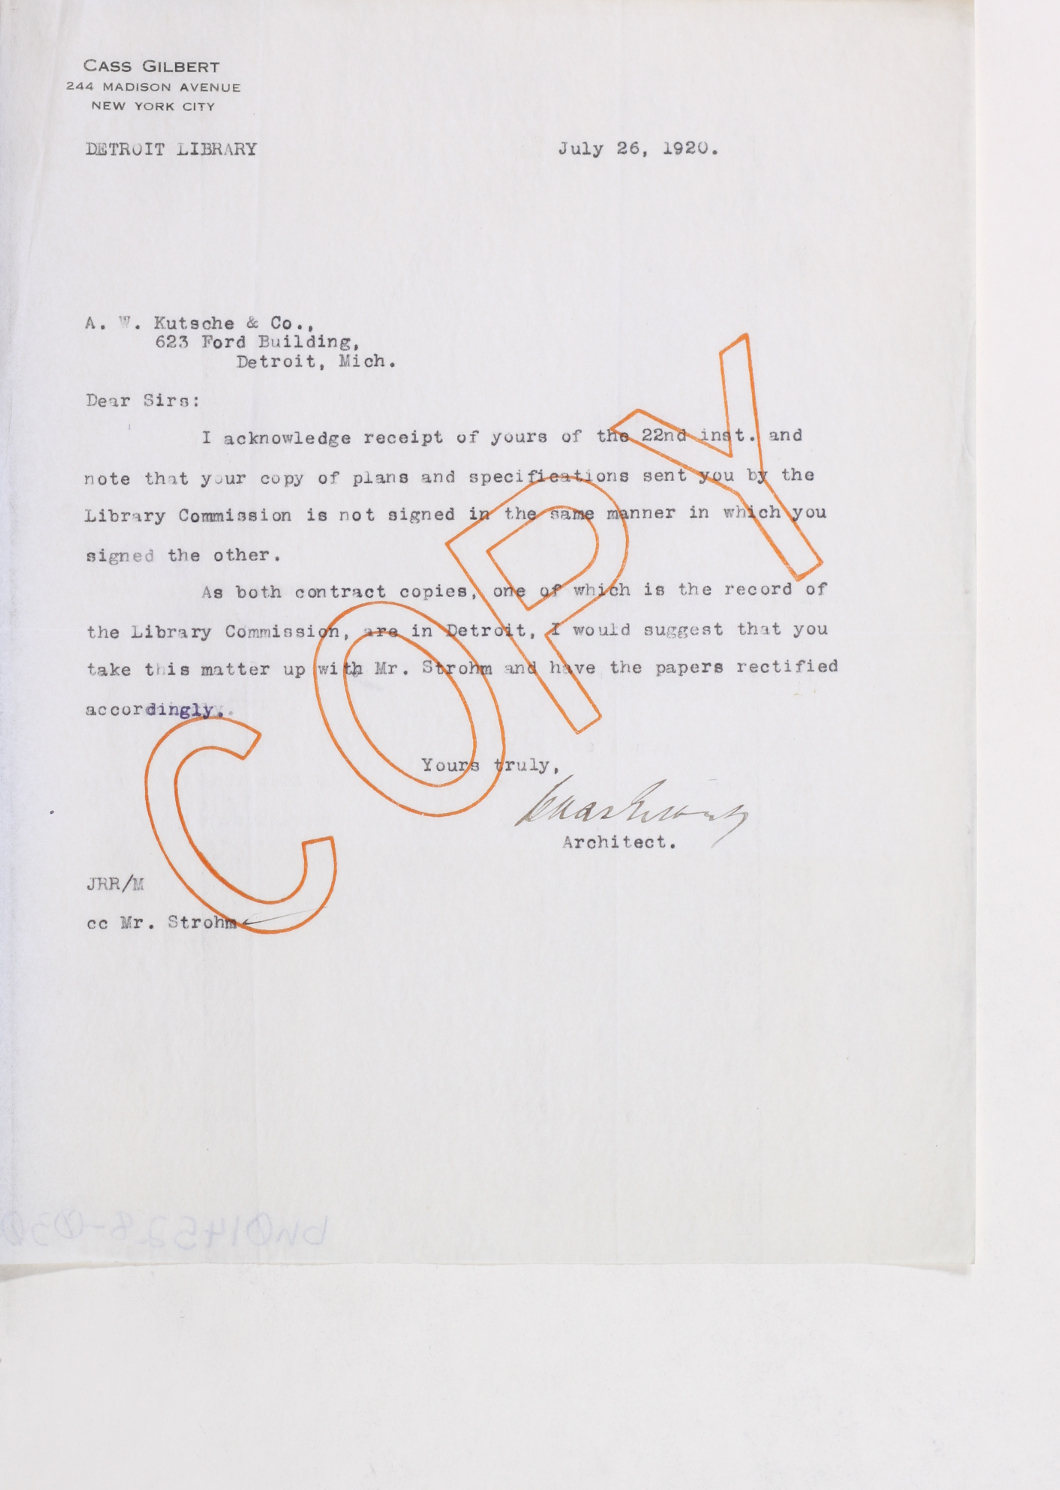 CASS GILBERT
244 MADISON AVENUE
NEW YORK CITY
DETROIT LIBRARY
July 26, 1920.
A. W. Kutsche & Co.,
623 Ford Building,
Detroit, Mich.
Dear Sirs:
I acknowledge receipt of yours of the 22nd inst. and
note that your copy of plans and specifications sent you by the
Library Commission is not signed in the same manner in which you
signed the other.
As both contract copies, one of which is the record of
the Library Commission, are in Detroit, I would suggest that you
take this matter up with Mr. Strohm and have the papers rectified
accordingly.
Yours truly,
Cass Gilbert
Architect.
JRR/M
cc Mr. Strohm
COPY